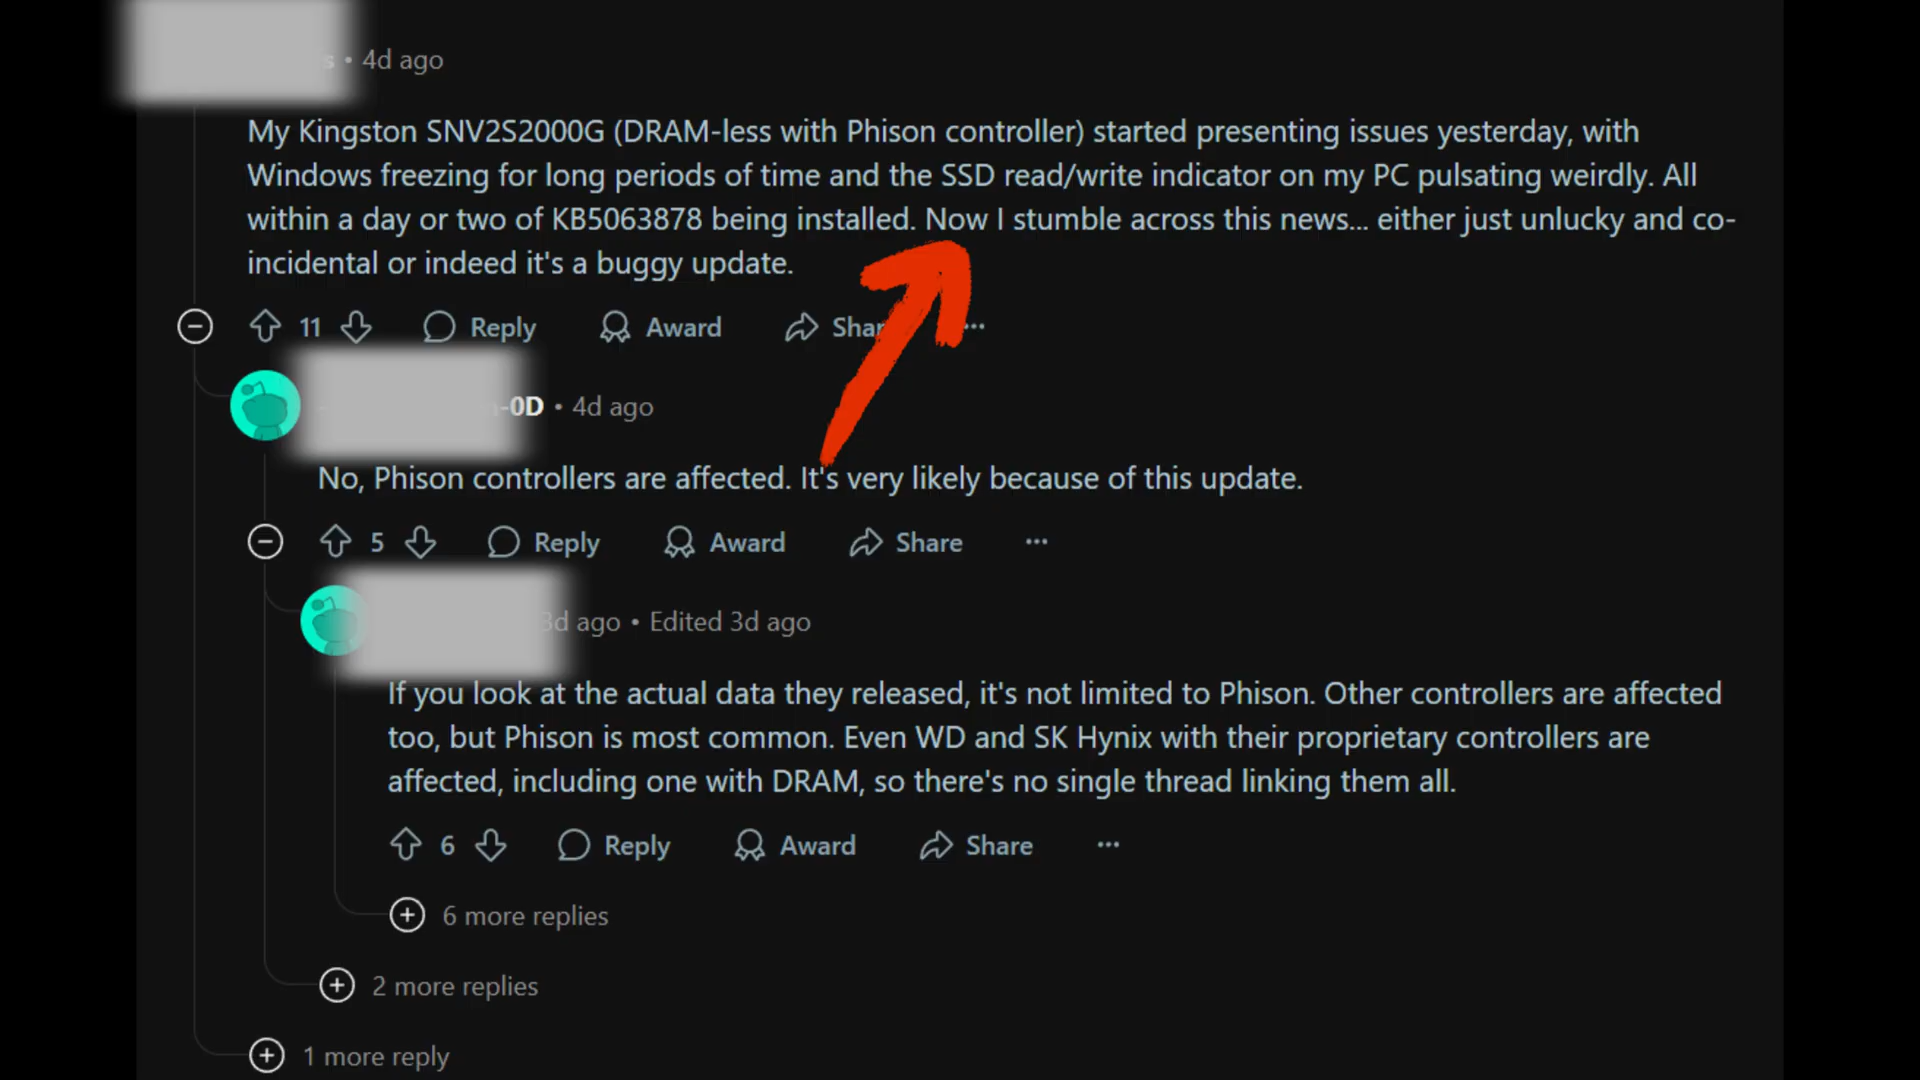 • 4d ago
My Kingston SNV2S2000G (DRAM-less with Phison controller) started presenting issues yesterday, with
Windows freezing for long periods of time and the SSD read/write indicator on my PC pulsating weirdly. All
within a day or two of KB5063878 being installed. Now I stumble across this news... either just unlucky and co-
incidental or indeed it's a buggy update.
11 Reply Award
-0D • 4d ago
No, Phison controllers are affected. It's very likely because of this update.
5 Reply Award Share ...
3d ago • Edited 3d ago
If you look at the actual data they released, it's not limited to Phison. Other controllers are affected
too, but Phison is most common. Even WD and SK Hynix with their proprietary controllers are
affected, including one with DRAM, so there's no single thread linking them all.
6 Reply Award Share ...
6 more replies
2 more replies
1 more reply